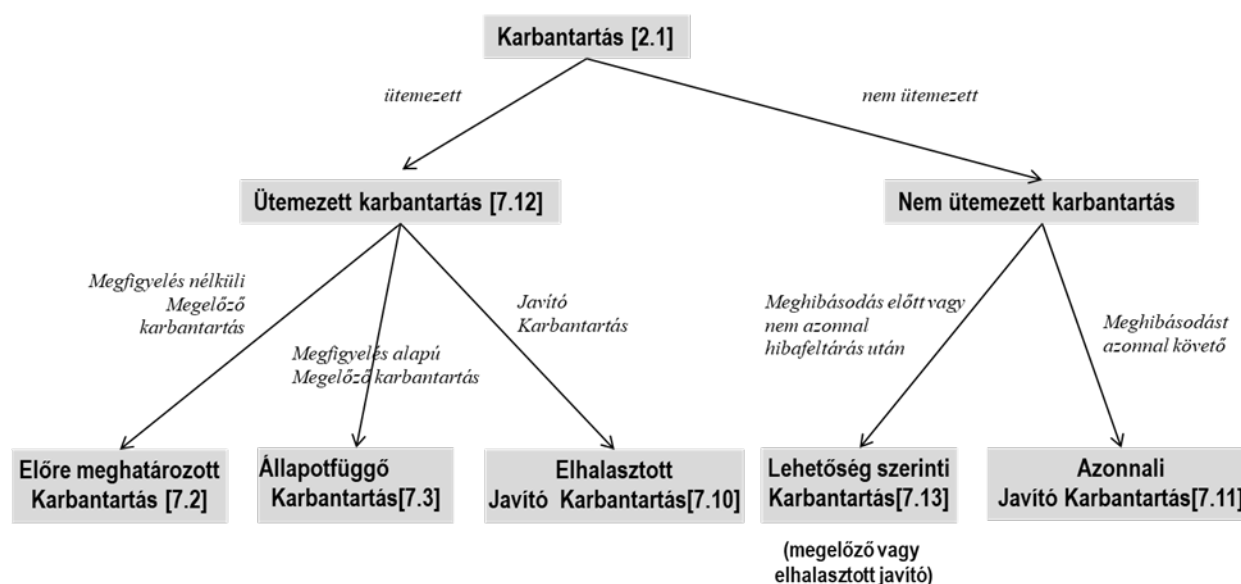 Karbantartás [2.1]
ütemezett
nem ütemezett
Ütemezett karbantartás [7.12]
Nem ütemezett karbantartás
Megfigyelés nélküli
Megelőző
karbantartás
Megfigyelés alapú
Megelőző karbantartás
Javító
Karbantartás
Meghibásodás előtt vagy
nem azonnal
hibafeltárás után
Meghibásodást
azonnal követő
Előre meghatározott
Karbantartás [7.2]
Állapotfüggő
Karbantartás[7.3]
Elhalasztott
Javító Karbantartás[7.10]
Lehetőség szerinti
Karbantartás[7.13]
Azonnali
Javító Karbantartás[7.11]
(megelőző vagy
elhalasztott javító)